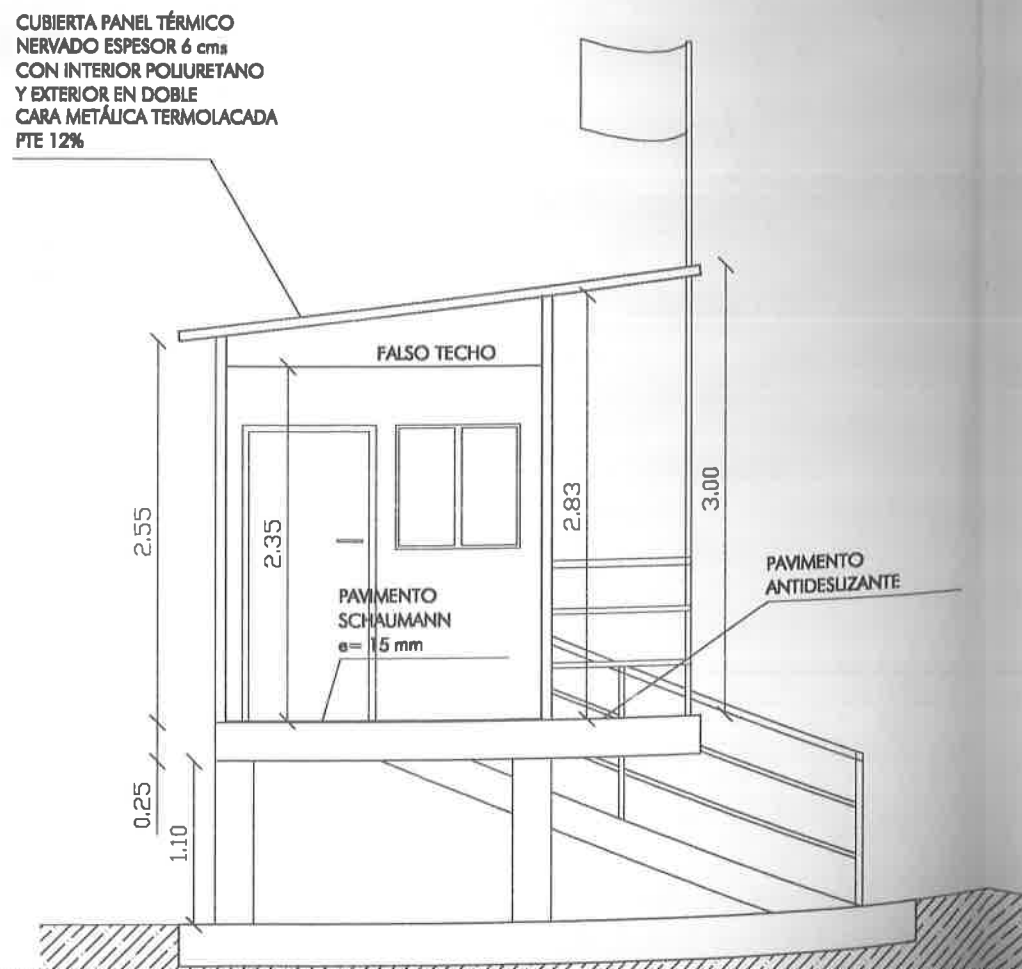 CUBIERTA PANEL TÉRMICO
NERVADO ESPESOR 6 cms
CON INTERIOR POLIURETANO
Y EXTERIOR EN DOBLE
CARA METÁLICA TERMOLACADA
PTE 12%
FALSO TECHO
2.55
2.35
2.83
3.00
PAVIMENTO
ANTIDESLIZANTE
PAVIMENTO
SCHAUMANN
e= 15 mm
0.25
1.10